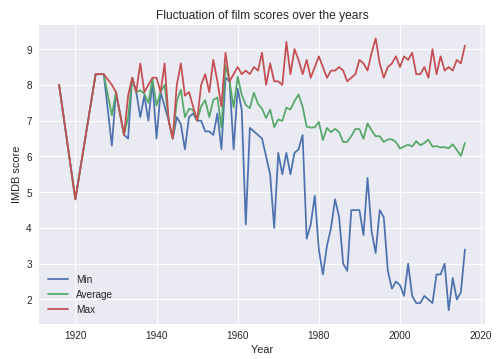 Fluctuation of film scores over the years
IMDB score
9
8
7
6
5
4
3
2
Min
Average
Max
1920
1940
1960
1980
2000
2020
Year